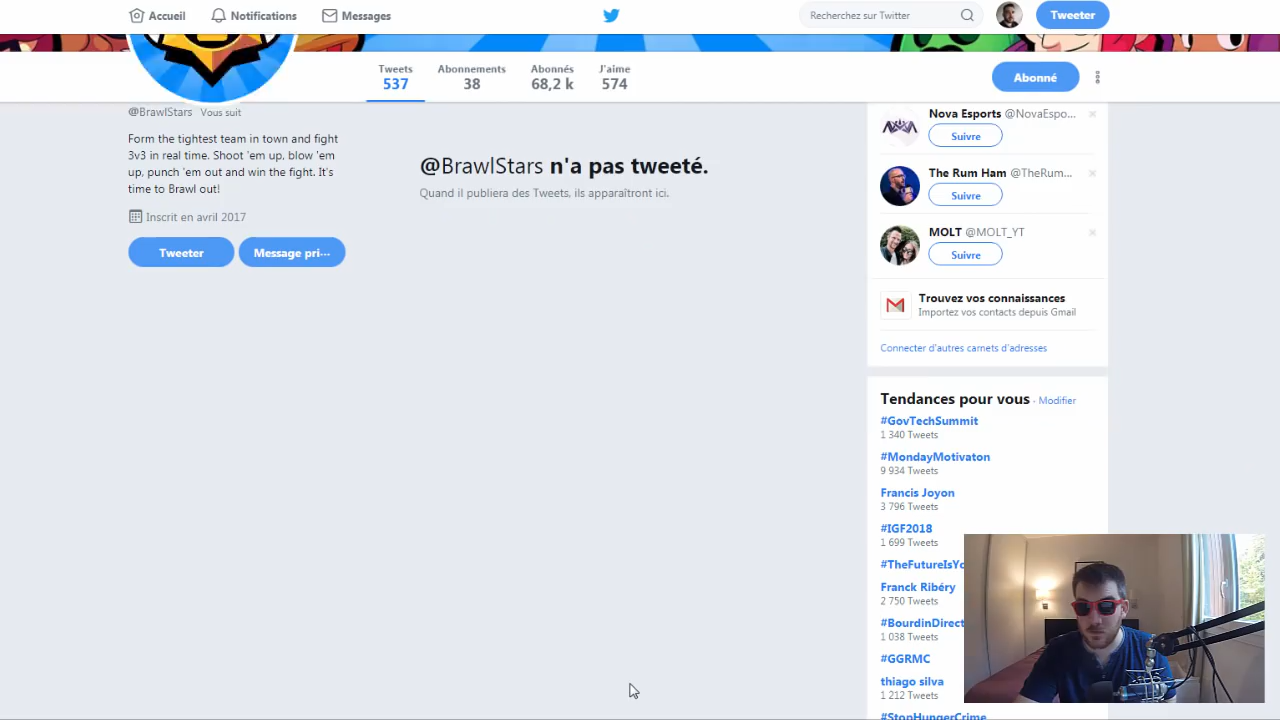 Accueil
Notifications
Messages
Recherchez sur Twitter
Tweeter
Tweets
537
Abonnements
38
Abonnés
68,2 k
J'aime
574
Abonné
@BrawlStars Vous suit
Form the tightest team in town and fight
3v3 in real time. Shoot 'em up, blow 'em
up, punch 'em out and win the fight. It's
time to Brawl out!
Inscrit en avril 2017
Tweeter
Message pri...
@BrawlStars n'a pas tweeté.
Quand il publiera des Tweets, ils apparaîtront ici.
Nova Esports @NovaEspo...
Suivre
The Rum Ham @TheRum...
Suivre
MOLT @MOLT_YT
Suivre
Trouvez vos connaissances
Importez vos contacts depuis Gmail
Connecter d'autres carnets d'adresses
Tendances pour vous · Modifier
#GovTechSummit
1 340 Tweets
#MondayMotivaton
9 934 Tweets
Francis Joyon
3 796 Tweets
#IGF2018
1 699 Tweets
#TheFutureIsYo
Franck Ribéry
2 750 Tweets
#BourdinDirect
1 038 Tweets
#GGRMC
thiago silva
1 212 Tweets
#StopHungerCrime